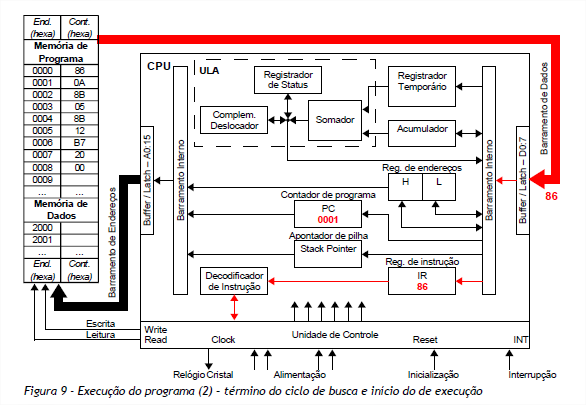 End. Cont.
(hexa) (hexa)
Memória de
Programa
0000 86
0001 0A
0002 8B
0003 05
0004 8B
0005 12
0006 B7
0007 20
0008 00
0009
... ...
Memória de
Dados
2000
2001
... ...
End. Cont.
(hexa) (hexa)
Escrita
Leitura
Barramento de Endereços
Buffer / Latch – A0:15
CPU
Barramento Interno
ULA
Registrador
de Status
Complem.
Deslocador
Somador
Registrador
Temporário
Acumulador
Reg. de endereços
H L
Contador de programa
PC
0001
Apontador de pilha
Stack Pointer
Reg. de instrução
Decodificador
de Instrução
IR
86
Barramento Interno
Buffer / Latch – D0:7
Barramento de Dados
86
Write
Read
Clock
Unidade de Controle
Reset
INT
Relógio Cristal
Alimentação
Inicialização
Interrupção
Figura 9 - Execução do programa (2) - término do ciclo de busca e início do de execução